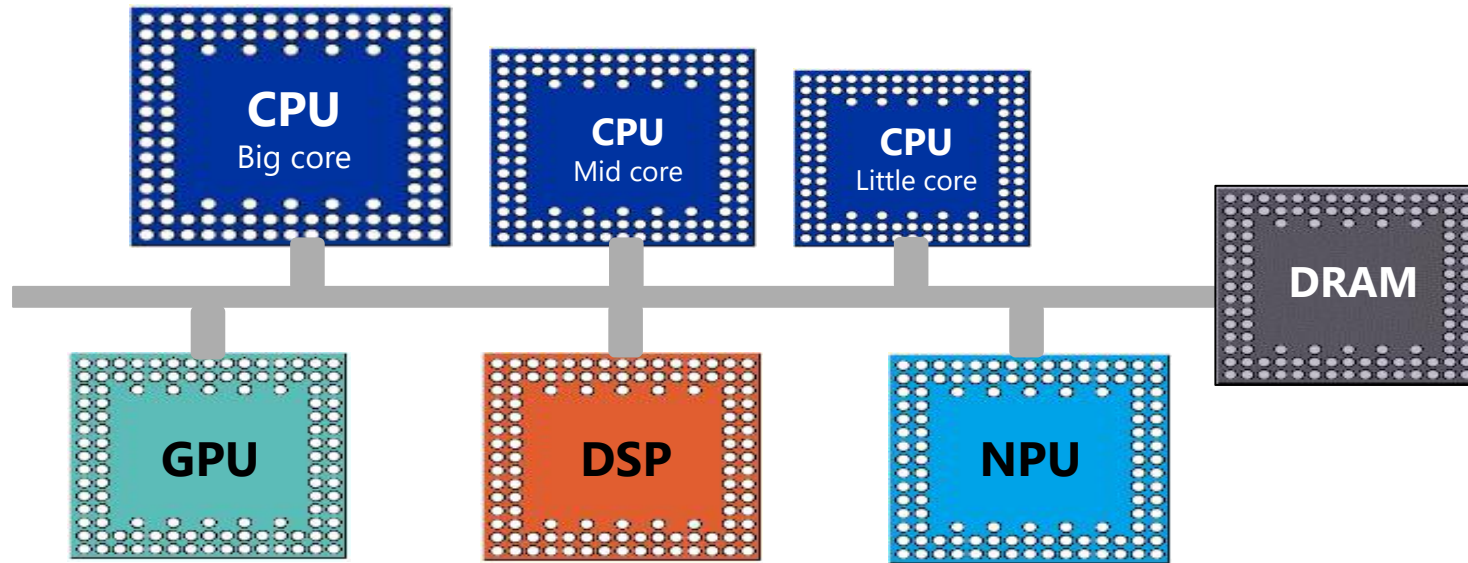 CPU
Big core
CPU
Mid core
CPU
Little core
DRAM
GPU
DSP
NPU